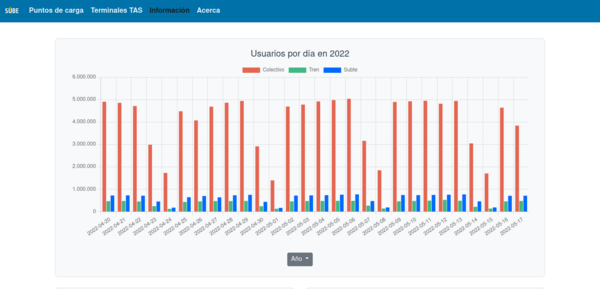 SUBE Puntos de carga Terminales TAS Información Acerca
Usuarios por día en 2022
Colectivo Tren Subte
6.000.000
5.000.000
4.000.000
3.000.000
2.000.000
1.000.000
0
2022-04-20 2022-04-21 2022-04-22 2022-04-23 2022-04-24 2022-04-25 2022-04-26 2022-04-27 2022-04-28 2022-04-29 2022-04-30 2022-05-01 2022-05-02 2022-05-03 2022-05-04 2022-05-05 2022-05-06 2022-05-07 2022-05-08 2022-05-09 2022-05-10 2022-05-11 2022-05-12 2022-05-13 2022-05-14 2022-05-15 2022-05-16 2022-05-17
Año